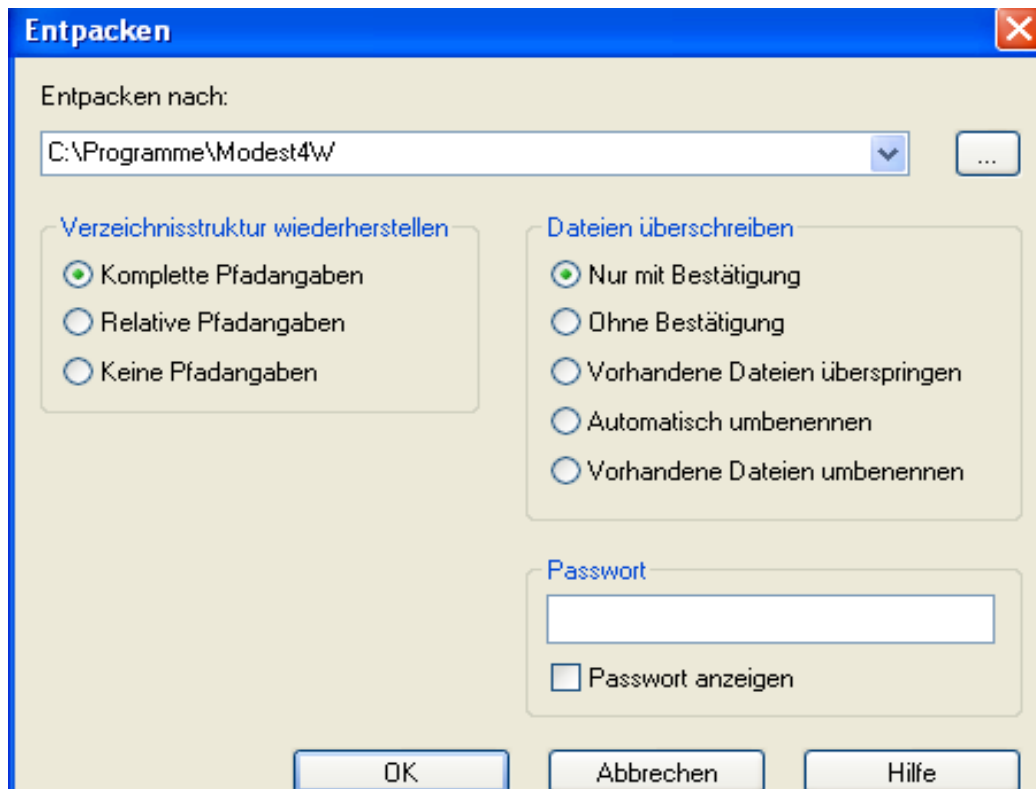 Entpacken
Entpacken nach:
C:\Programme\Modest4W
...
Verzeichnisstruktur wiederherstellen
Komplette Pfadangaben
Relative Pfadangaben
Keine Pfadangaben
Dateien überschreiben
Nur mit Bestätigung
Ohne Bestätigung
Vorhandene Dateien überspringen
Automatisch umbenennen
Vorhandene Dateien umbenennen
Passwort
Passwort anzeigen
OK
Abbrechen
Hilfe